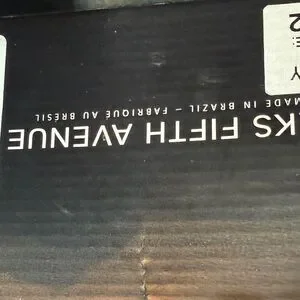 KS FIFTH AVENUE
MADE IN BRAZIL – FABRIQUÉ AU BRÉSIL